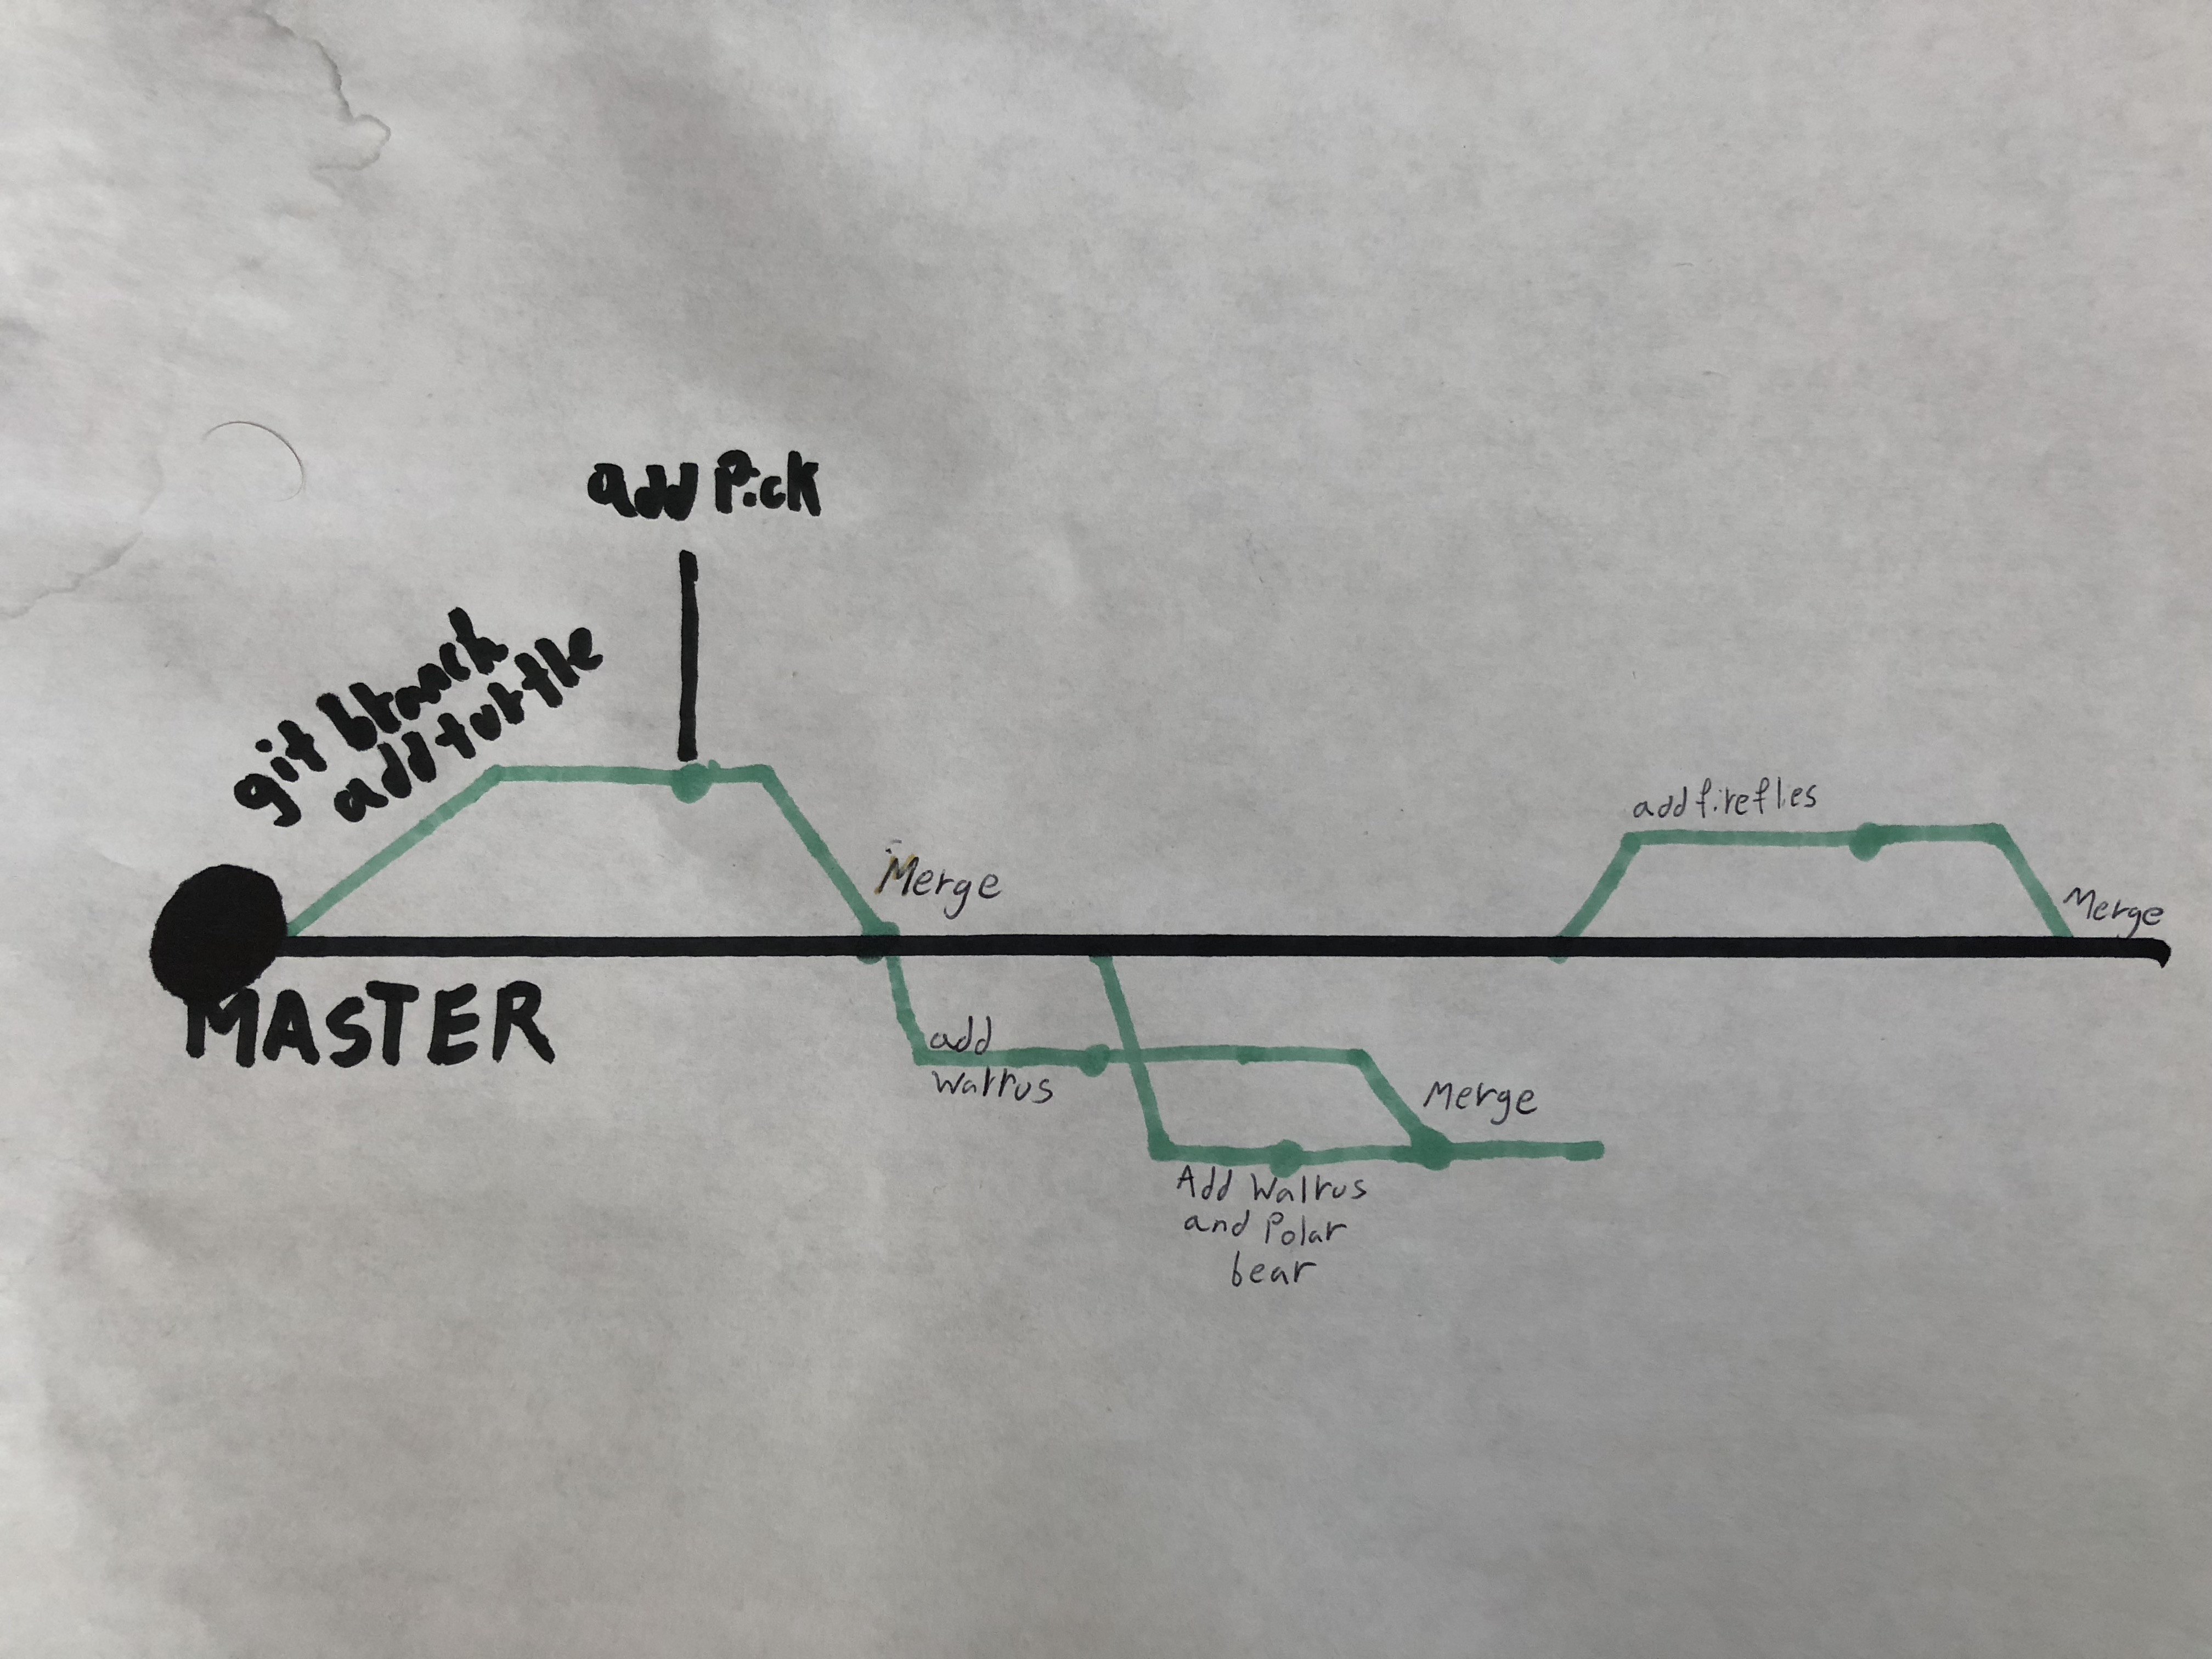 git branch
add turtle
add Pick
MASTER
Merge
add
walrus
Add Walrus
and Polar
bear
Merge
add fireflies
Merge